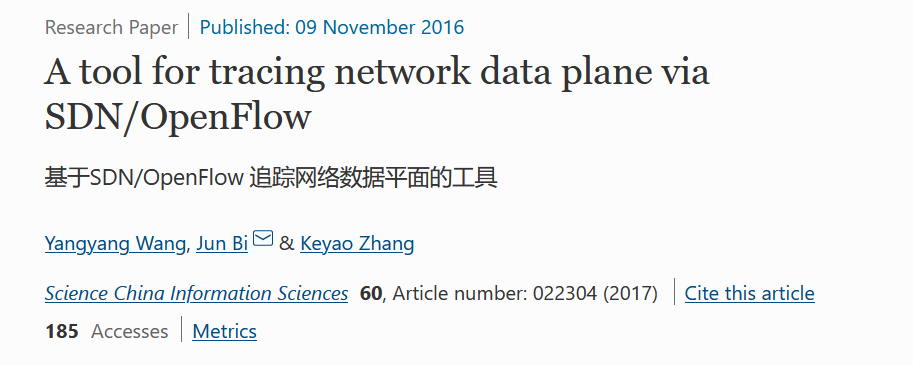 Research Paper | Published: 09 November 2016
A tool for tracing network data plane via
SDN/OpenFlow
基于SDN/OpenFlow 追踪网络数据平面的工具
Yangyang Wang, Jun Bi & Keyao Zhang
Science China Information Sciences 60, Article number: 022304 (2017) | Cite this article
185 Accesses | Metrics